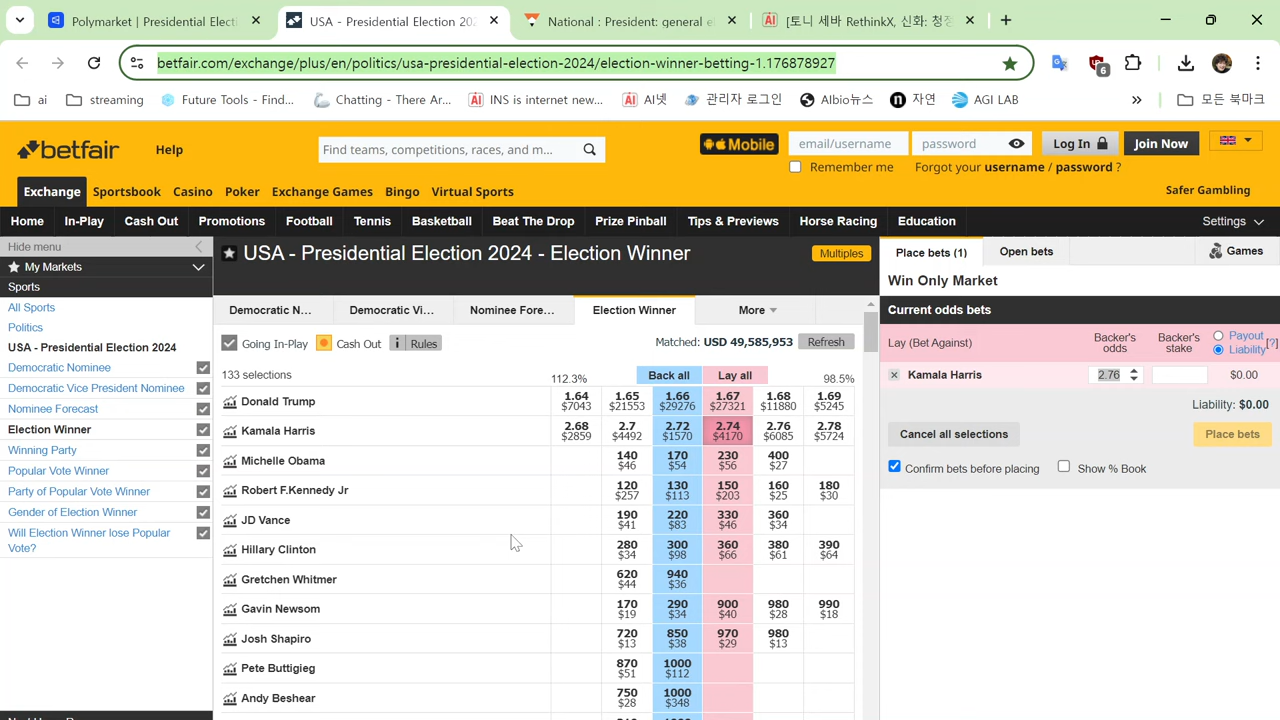 Polymarket | Presidential Electi
USA - Presidential Election 202
National : President: general el
[토니 세바 RethinkX, 신화: 청정
betfair.com/exchange/plus/en/politics/usa-presidential-election-2024/election-winner-betting-1.176878927
6
ai
streaming
Future Tools - Find...
Chatting - There Ar...
INS is internet new...
AI넷
관리자 로그인
AIbio뉴스
자연
AGI LAB
»
모든 북마크
betfair
Help
Find teams, competitions, races, and m...
Mobile
email/username
password
Log In
Join Now
Remember me
Forgot your username / password ?
Exchange
Sportsbook
Casino
Poker
Exchange Games
Bingo
Virtual Sports
Safer Gambling
Home
In-Play
Cash Out
Promotions
Football
Tennis
Basketball
Beat The Drop
Prize Pinball
Tips & Previews
Horse Racing
Education
Settings
Hide menu
My Markets
Sports
All Sports
Politics
USA - Presidential Election 2024
Democratic Nominee
Democratic Vice President Nominee
Nominee Forecast
Election Winner
Winning Party
Popular Vote Winner
Party of Popular Vote Winner
Gender of Election Winner
Will Election Winner lose Popular
Vote?
USA - Presidential Election 2024 - Election Winner
Multiples
Democratic N...
Democratic Vi...
Nominee Fore...
Election Winner
More
Going In-Play
Cash Out
Rules
Matched: USD 49,585,953
Refresh
133 selections
112.3%
Back all
Lay all
98.5%
Donald Trump
1.64 1.65 1.66 1.67 1.68 1.69
$7043 $21553 $29276 $27321 $11880 $5245
Kamala Harris
2.68 2.7 2.72 2.74 2.76 2.78
$2859 $4492 $1570 $4170 $6085 $5724
Michelle Obama
140 170 230 400
$46 $54 $56 $27
Robert F.Kennedy Jr
120 130 150 160 180
$257 $113 $203 $25 $30
JD Vance
190 220 330 360
$41 $83 $46 $34
Hillary Clinton
280 300 360 380 390
$34 $98 $66 $61 $64
Gretchen Whitmer
620 940
$44 $36
Gavin Newsom
170 290 900 980 990
$19 $34 $40 $28 $18
Josh Shapiro
720 850 970 980
$13 $38 $29 $13
Pete Buttigieg
870 1000
$51 $112
Andy Beshear
750 1000
$28 $348
Place bets (1)
Open bets
Games
Win Only Market
Current odds bets
Lay (Bet Against)
Backer's
odds
Backer's
stake
Payout
Liability
[?]
Kamala Harris
2.76
$0.00
Liability: $0.00
Cancel all selections
Place bets
Confirm bets before placing
Show % Book